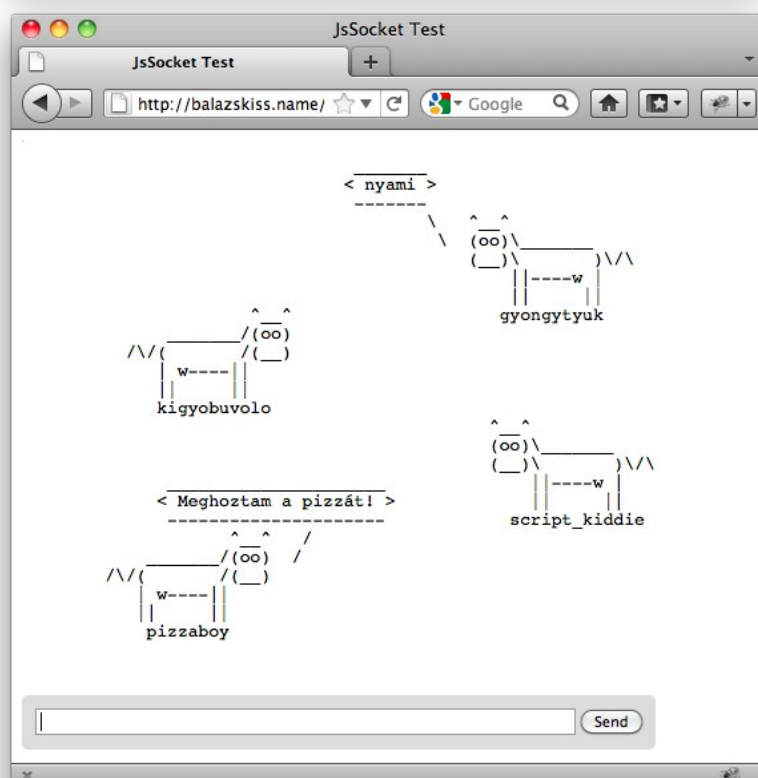 JsSocket Test
JsSocket Test
http://balazskiss.name/
Google
< nyami >
gyongytyuk
kigyobuvolo
script_kiddie
< Meghoztam a pizzát! >
pizzaboy
Send